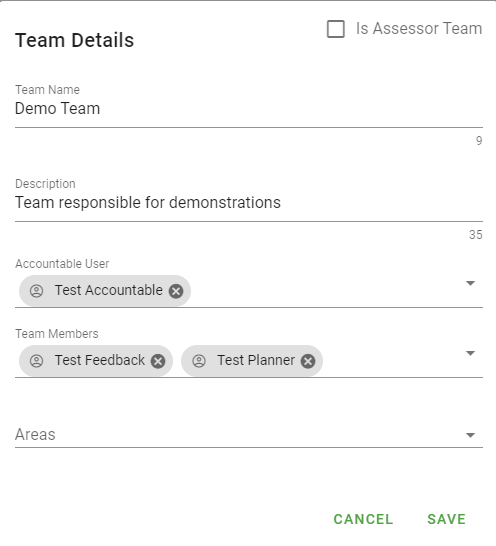 Team Details
Is Assessor Team
Team Name
Demo Team
9
Description
Team responsible for demonstrations
35
Accountable User
Test Accountable
Team Members
Test Feedback Test Planner
Areas
CANCEL SAVE